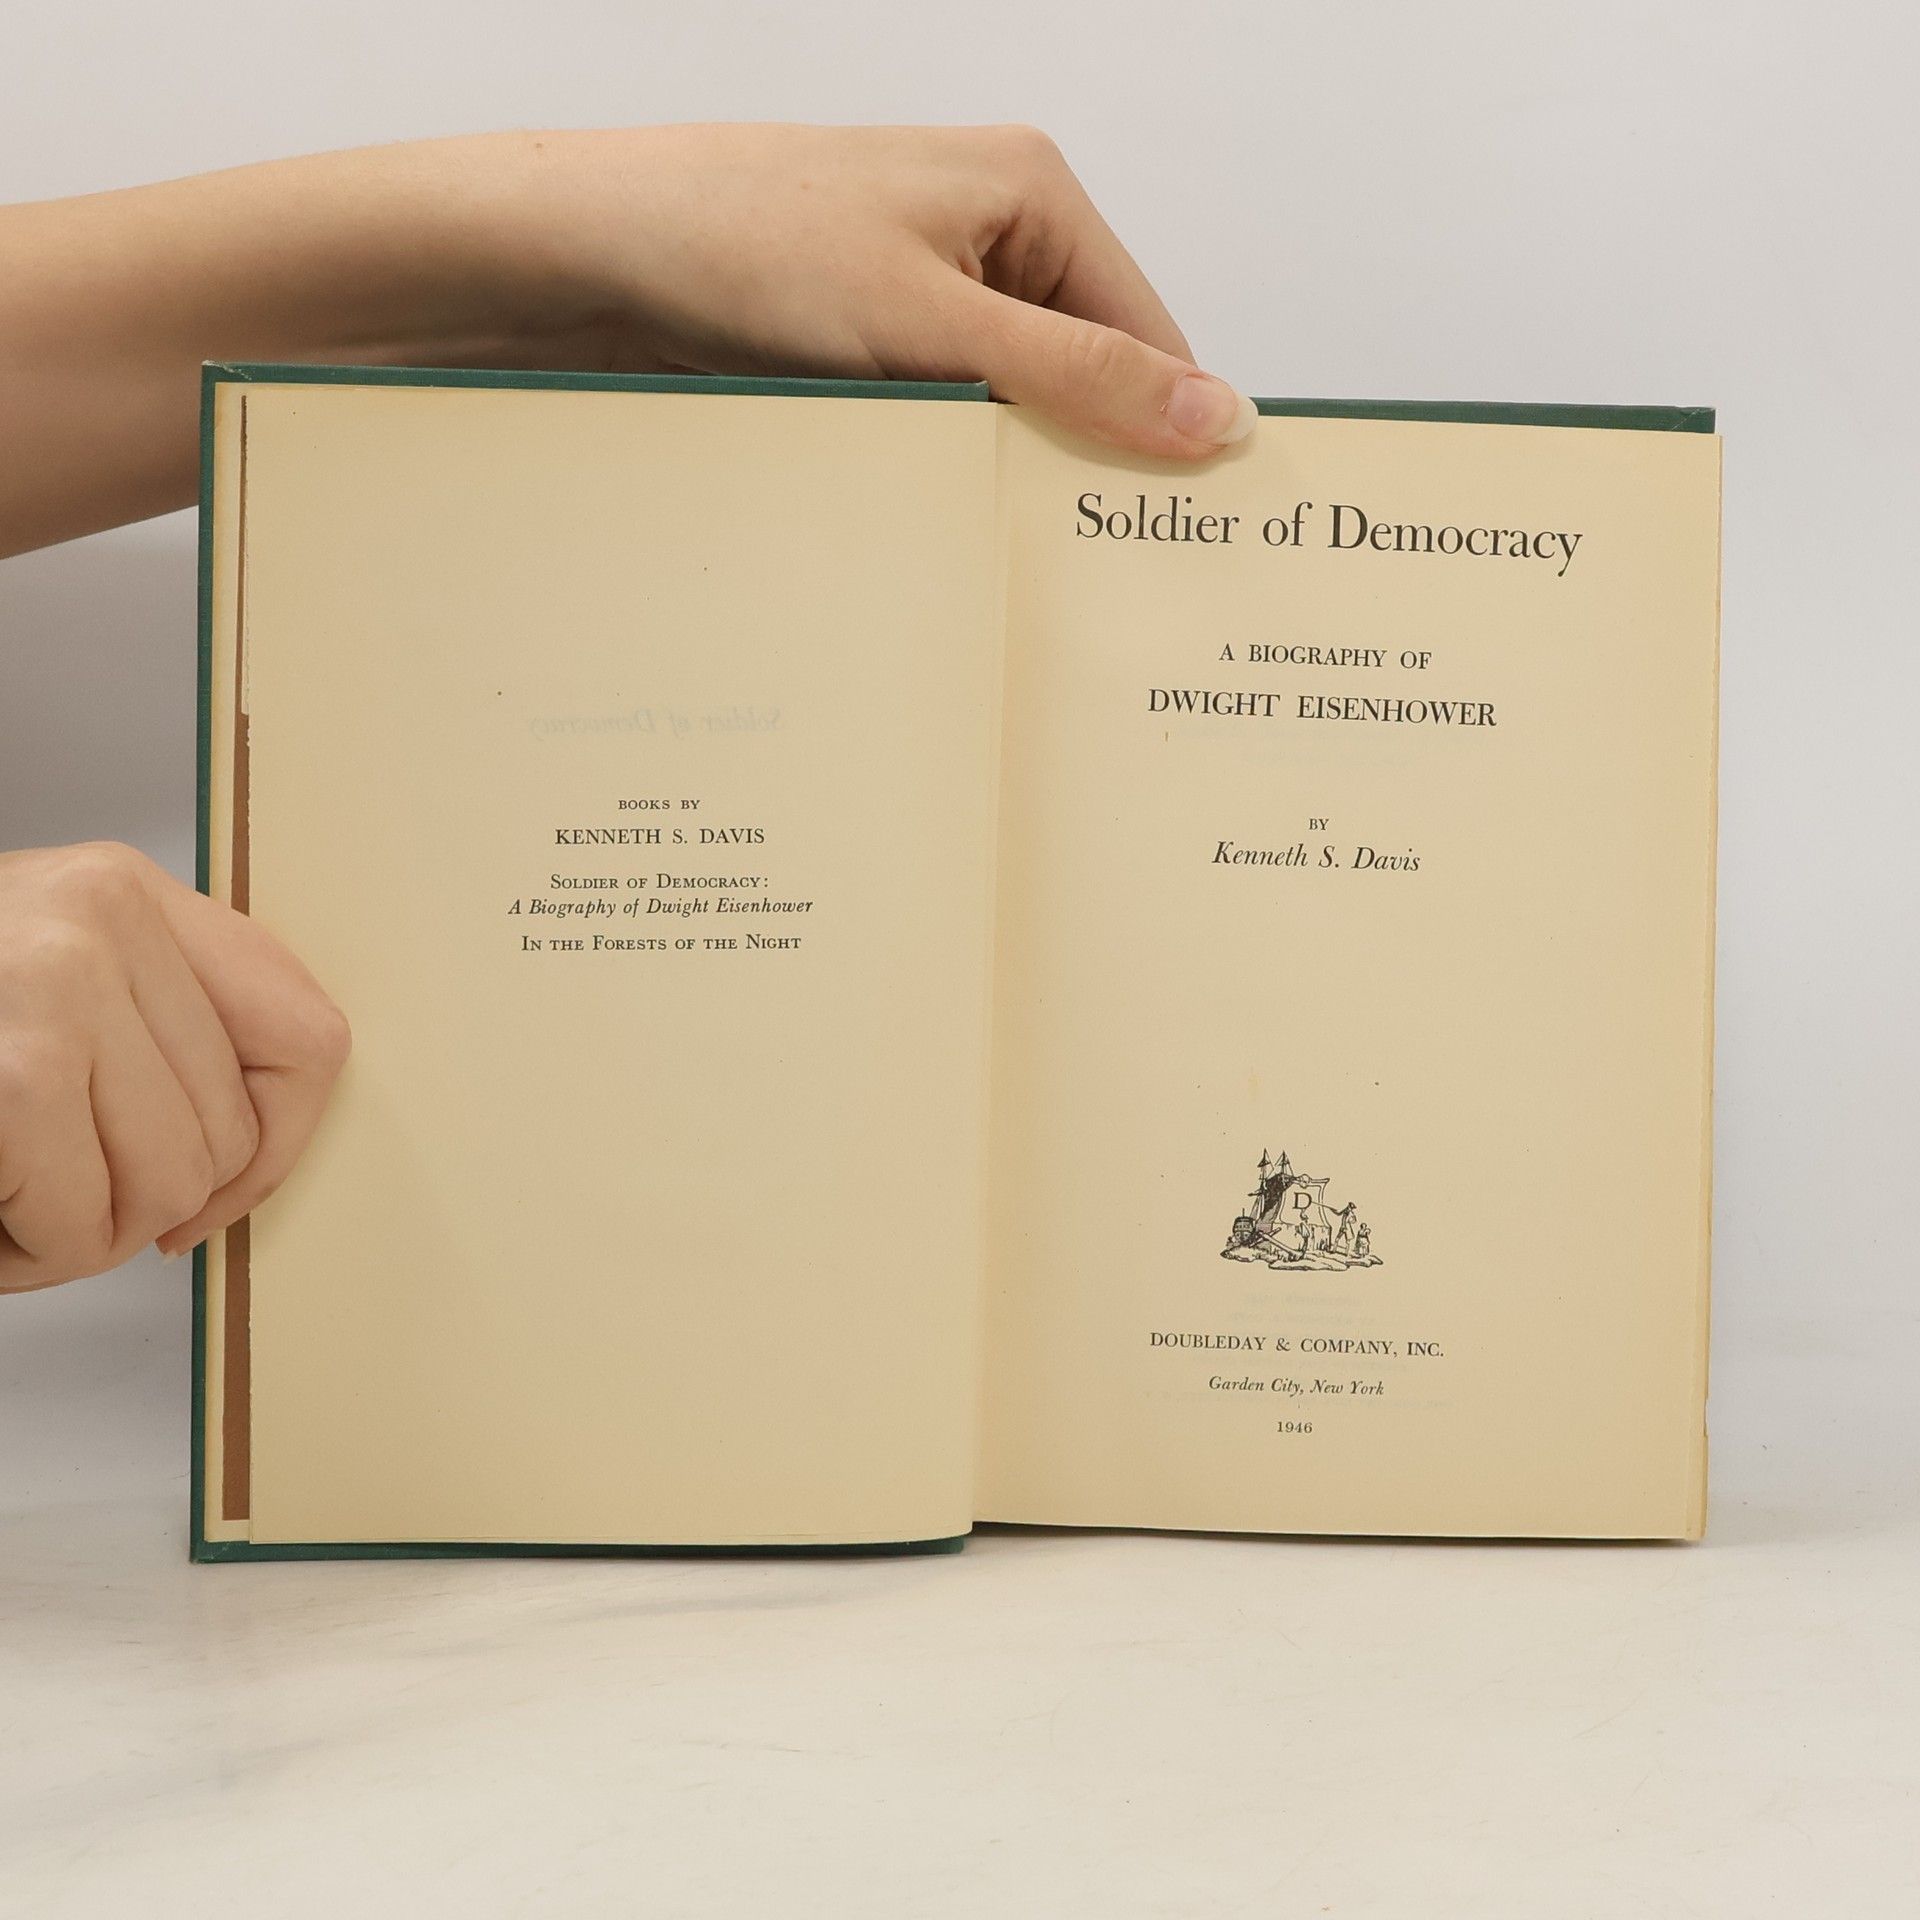 BOOKS BY
KENNETH S. DAVIS
SOLDIER OF DEMOCRACY:
A Biography of Dwight Eisenhower
IN THE FORESTS OF THE NIGHT
Soldier of Democracy
A BIOGRAPHY OF
DWIGHT EISENHOWER
BY
Kenneth S. Davis
D
DOUBLEDAY & COMPANY, INC.
Garden City, New York
1946